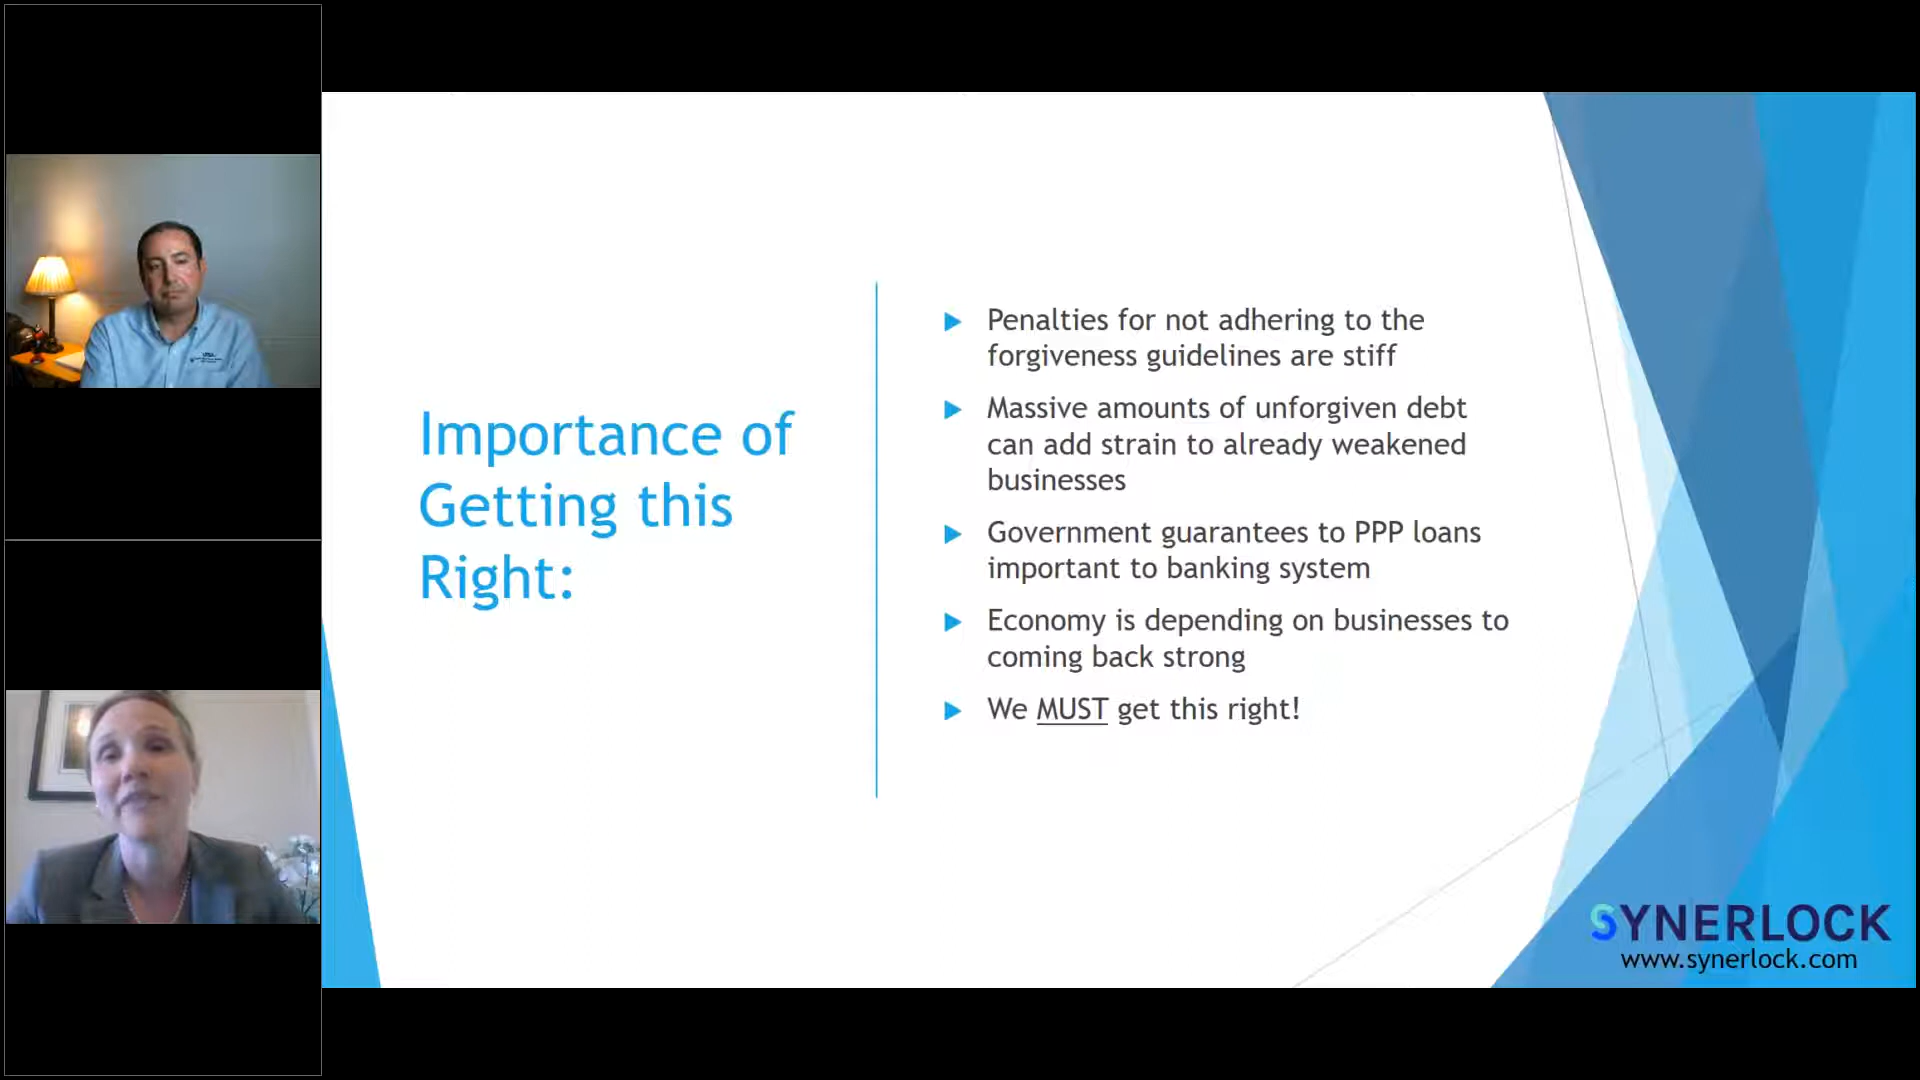 Importance of
Getting this
Right:
Penalties for not adhering to the
forgiveness guidelines are stiff
Massive amounts of unforgiven debt
can add strain to already weakened
businesses
Government guarantees to PPP loans
important to banking system
Economy is depending on businesses to
coming back strong
We MUST get this right!
SYNERLOCK
www.synerlock.com